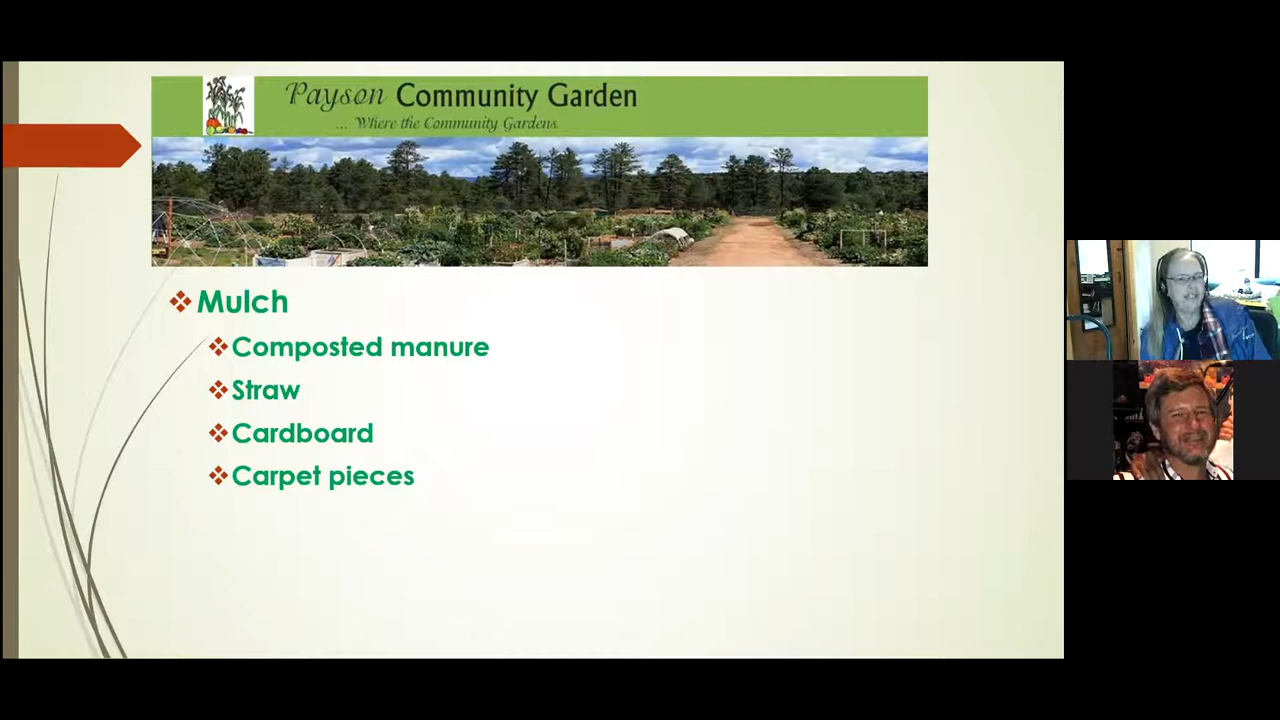 Payson Community Garden
... Where the Community Gardens
Mulch
Composted manure
Straw
Cardboard
Carpet pieces